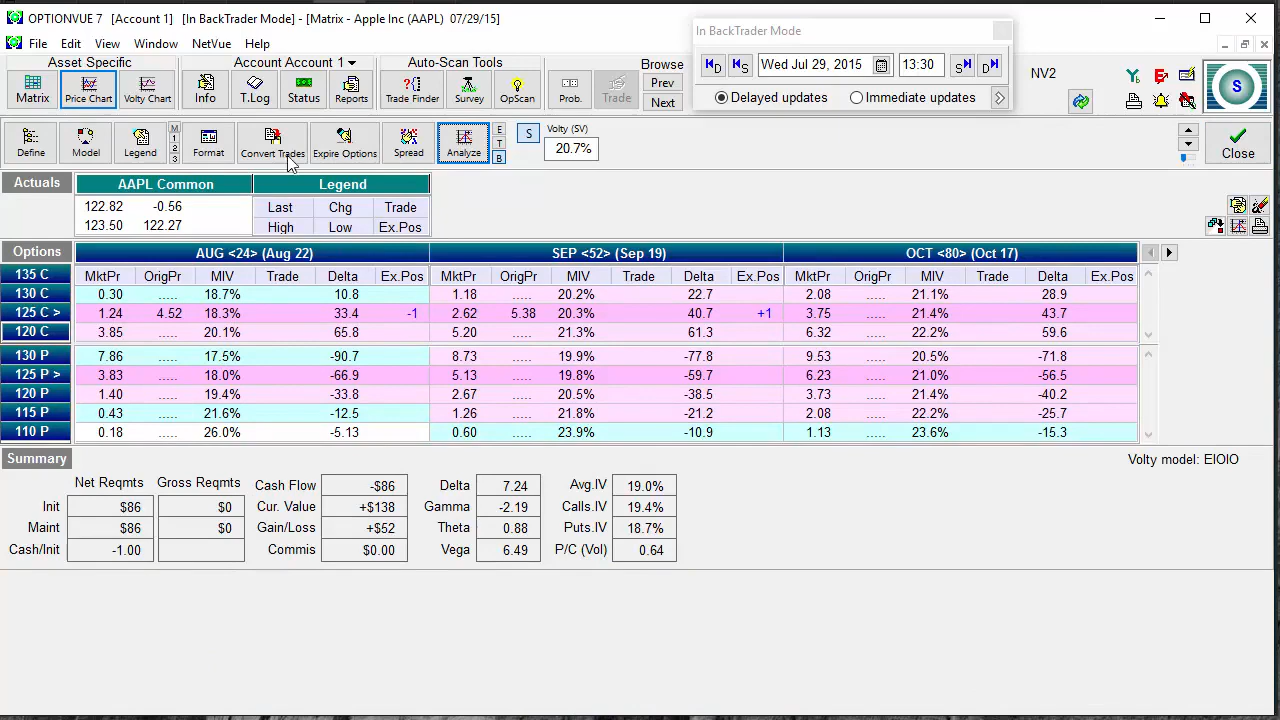 OPTIONVUE 7 [Account 1] [In BackTrader Mode] - [Matrix - Apple Inc (AAPL) 07/29/15]
File Edit View Window NetVue Help
In BackTrader Mode
D S Wed Jul 29, 2015 13:30 S D
Delayed updates Immediate updates
Asset Specific Account Account 1 Auto-Scan Tools Browse
Matrix Price Chart Volty Chart Info T.Log Status Reports Trade Finder Survey OpScan Prob. Trade Prev Next
NV2
S
Define Model Legend M 1 2 3 Format Convert Trades Expire Options Spread Analyze E T B S Volty (SV) 20.7% Close
Actuals AAPL Common Legend
122.82 -0.56 Last Chg Trade
123.50 122.27 High Low Ex.Pos
Options AUG <24> (Aug 22) SEP <52> (Sep 19) OCT <80> (Oct 17)
135 C MktPr OrigPr MIV Trade Delta Ex.Pos MktPr OrigPr MIV Trade Delta Ex.Pos MktPr OrigPr MIV Trade Delta Ex.Pos
130 C 0.30 ..... 18.7% 10.8 1.18 ..... 20.2% 22.7 2.08 ..... 21.1% 28.9
125 C > 1.24 4.52 18.3% 33.4 -1 2.62 5.38 20.3% 40.7 +1 3.75 ..... 21.4% 43.7
120 C 3.85 ..... 20.1% 65.8 5.20 ..... 21.3% 61.3 6.32 ..... 22.2% 59.6
130 P 7.86 ..... 17.5% -90.7 8.73 ..... 19.9% -77.8 9.53 ..... 20.5% -71.8
125 P > 3.83 ..... 18.0% -66.9 5.13 ..... 19.8% -59.7 6.23 ..... 21.0% -56.5
120 P 1.40 ..... 19.4% -33.8 2.67 ..... 20.5% -38.5 3.73 ..... 21.4% -40.2
115 P 0.43 ..... 21.6% -12.5 1.26 ..... 21.8% -21.2 2.08 ..... 22.2% -25.7
110 P 0.18 ..... 26.0% -5.13 0.60 ..... 23.9% -10.9 1.13 ..... 23.6% -15.3
Summary Volty model: EIOIO
Net Reqmts Gross Reqmts Cash Flow -$86 Delta 7.24 Avg.IV 19.0%
Init $86 $0 Cur. Value +$138 Gamma -2.19 Calls.IV 19.4%
Maint $86 $0 Gain/Loss +$52 Theta 0.88 Puts.IV 18.7%
Cash/Init -1.00 Commis $0.00 Vega 6.49 P/C (Vol) 0.64